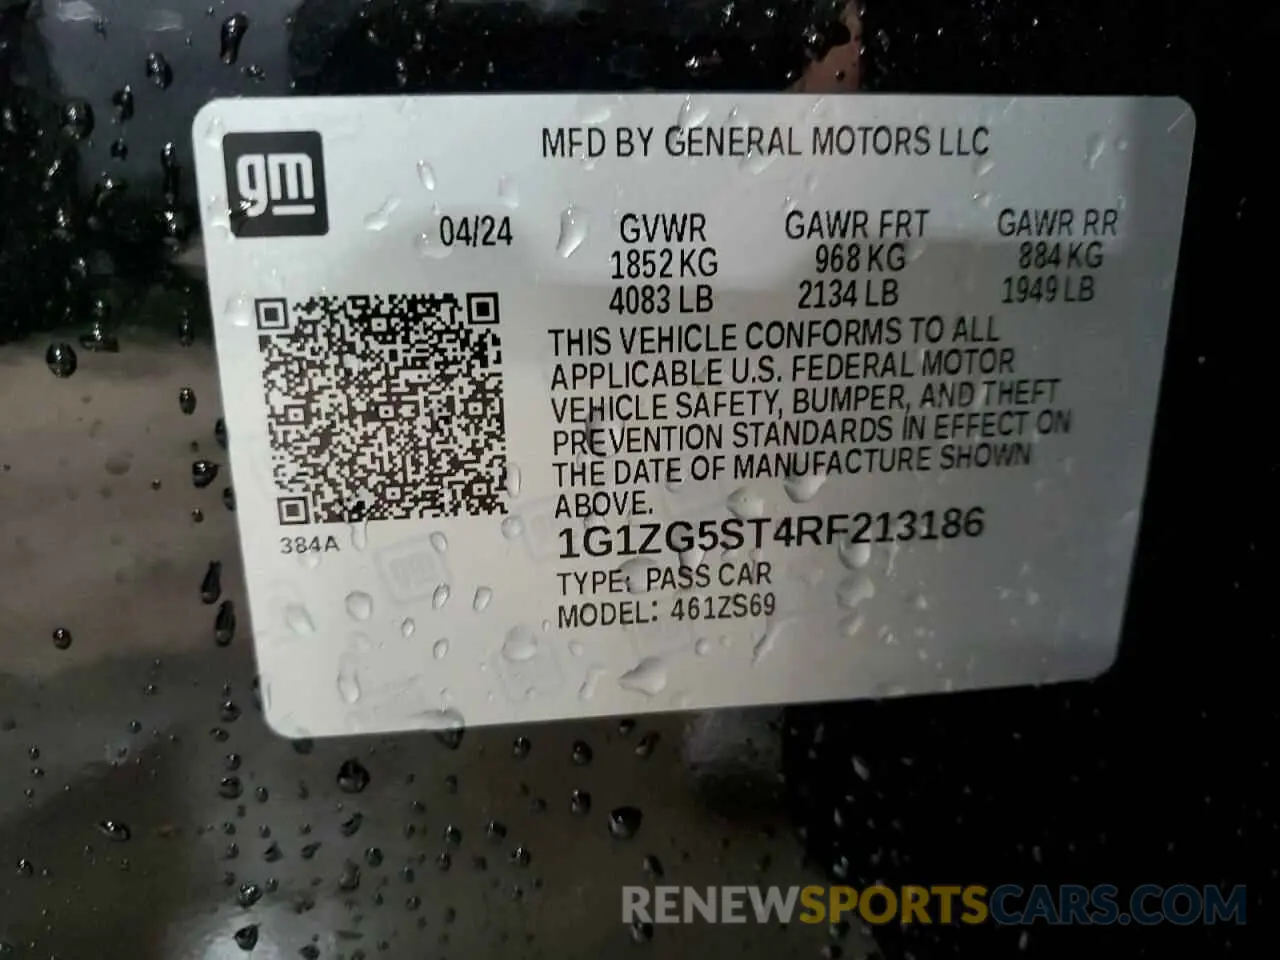 gm
MFD BY GENERAL MOTORS LLC
04/24
GVWR GAWR FRT GAWR RR
1852 KG 968 KG 884 KG
4083 LB 2134 LB 1949 LB
THIS VEHICLE CONFORMS TO ALL
APPLICABLE U.S. FEDERAL MOTOR
VEHICLE SAFETY, BUMPER, AND THEFT
PREVENTION STANDARDS IN EFFECT ON
THE DATE OF MANUFACTURE SHOWN
ABOVE.
384A
1G1ZG5ST4RF213186
TYPE: PASS CAR
MODEL: 461ZS69
RENEWSPORTSCARS.COM